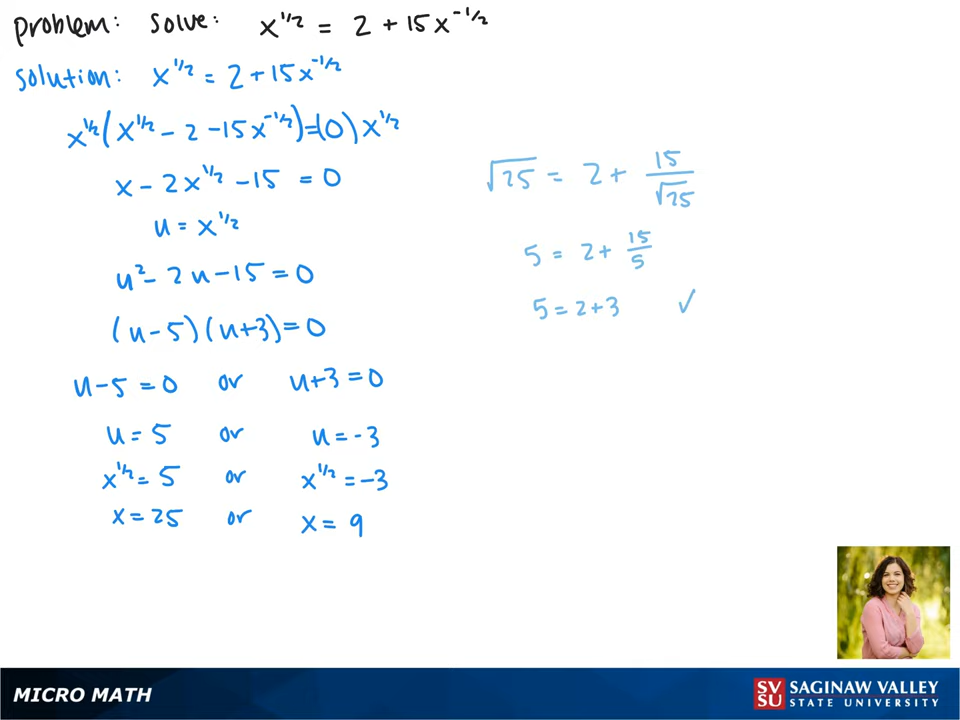 problem: solve: x^1/2 = 2 + 15x^-1/2
solution: x^1/2 = 2 + 15x^-1/2
x^1/2 (x^1/2 - 2 - 15x^-1/2) = (0) x^1/2
x - 2x^1/2 - 15 = 0
u = x^1/2
u² - 2u - 15 = 0
(u - 5)(u + 3) = 0
u - 5 = 0 or u + 3 = 0
u = 5 or u = -3
x^1/2 = 5 or x^1/2 = -3
x = 25 or x = 9
√25 = 2 + 15/√25
5 = 2 + 15/5
5 = 2 + 3 ✓
MICRO MATH
SV SU SAGINAW VALLEY
STATE UNIVERSITY